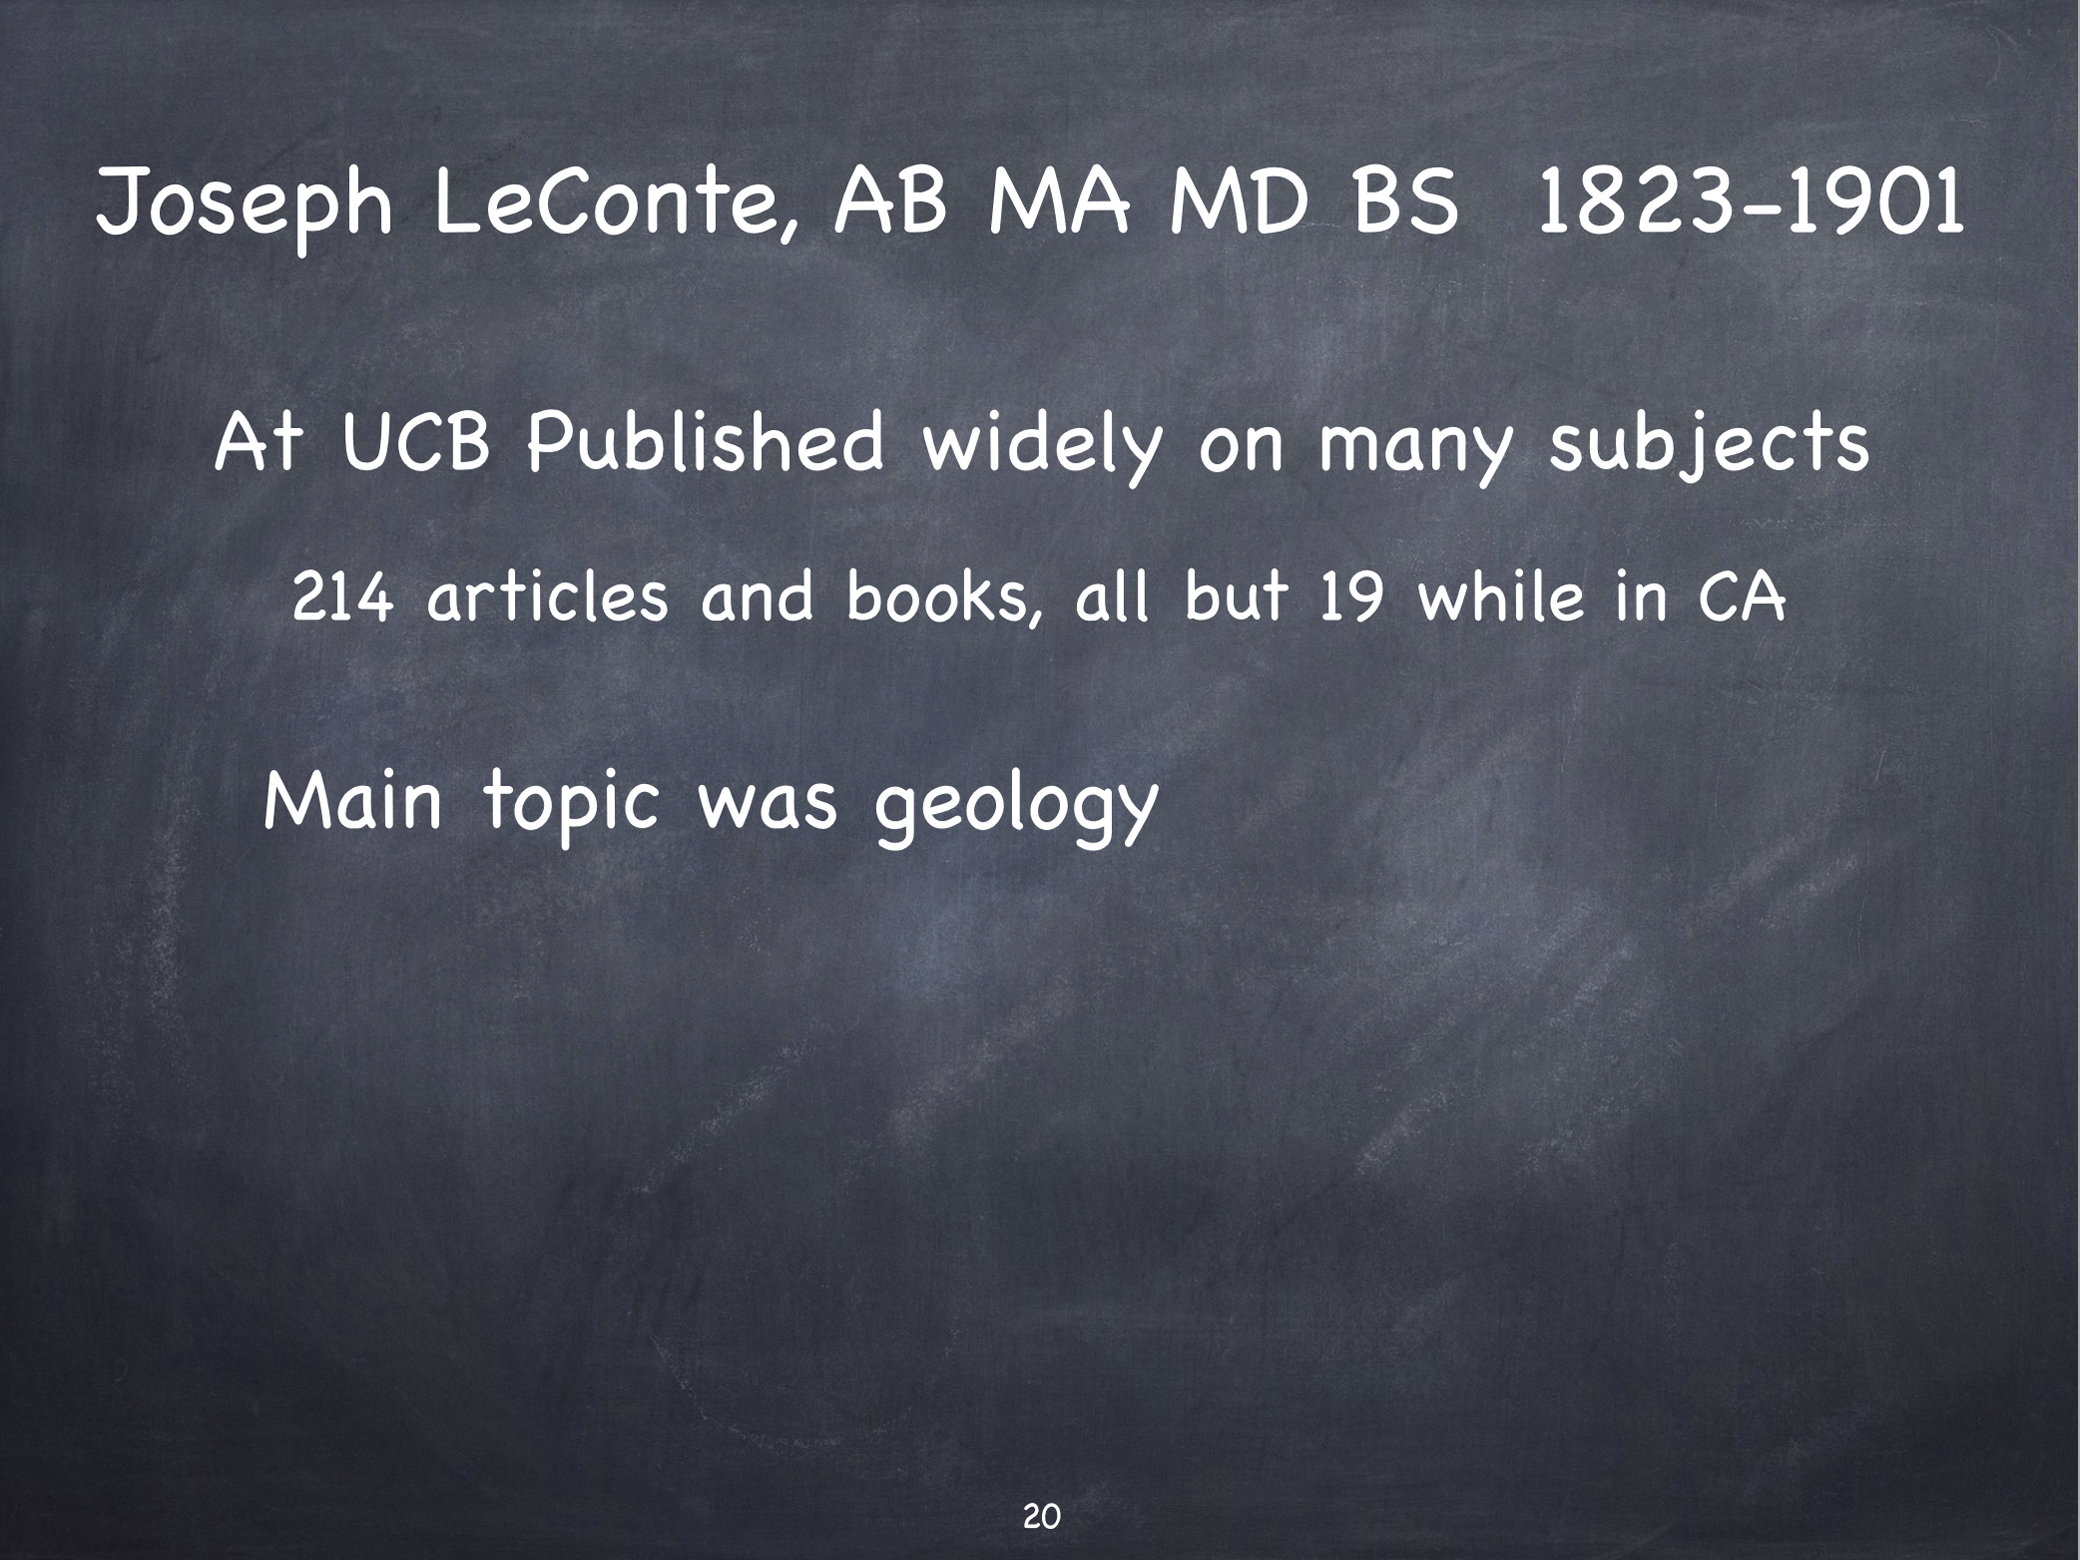 Joseph LeConte, AB MA MD BS 1823-1901
At UCB Published widely on many subjects
214 articles and books, all but 19 while in CA
Main topic was geology
20